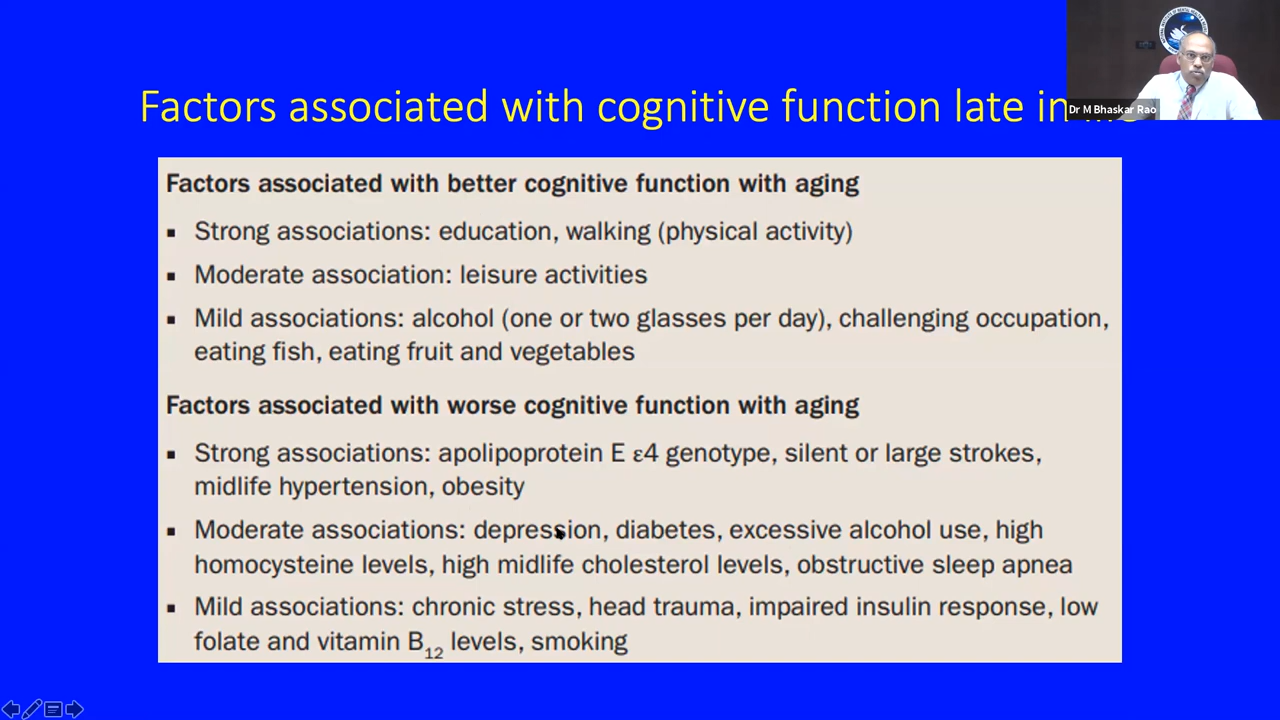 Factors associated with cognitive function late in
Dr M Bhaskar Rao
Factors associated with better cognitive function with aging
▪ Strong associations: education, walking (physical activity)
▪ Moderate association: leisure activities
▪ Mild associations: alcohol (one or two glasses per day), challenging occupation,
eating fish, eating fruit and vegetables
Factors associated with worse cognitive function with aging
▪ Strong associations: apolipoprotein E ε4 genotype, silent or large strokes,
midlife hypertension, obesity
▪ Moderate associations: depression, diabetes, excessive alcohol use, high
homocysteine levels, high midlife cholesterol levels, obstructive sleep apnea
▪ Mild associations: chronic stress, head trauma, impaired insulin response, low
folate and vitamin B₁₂ levels, smoking